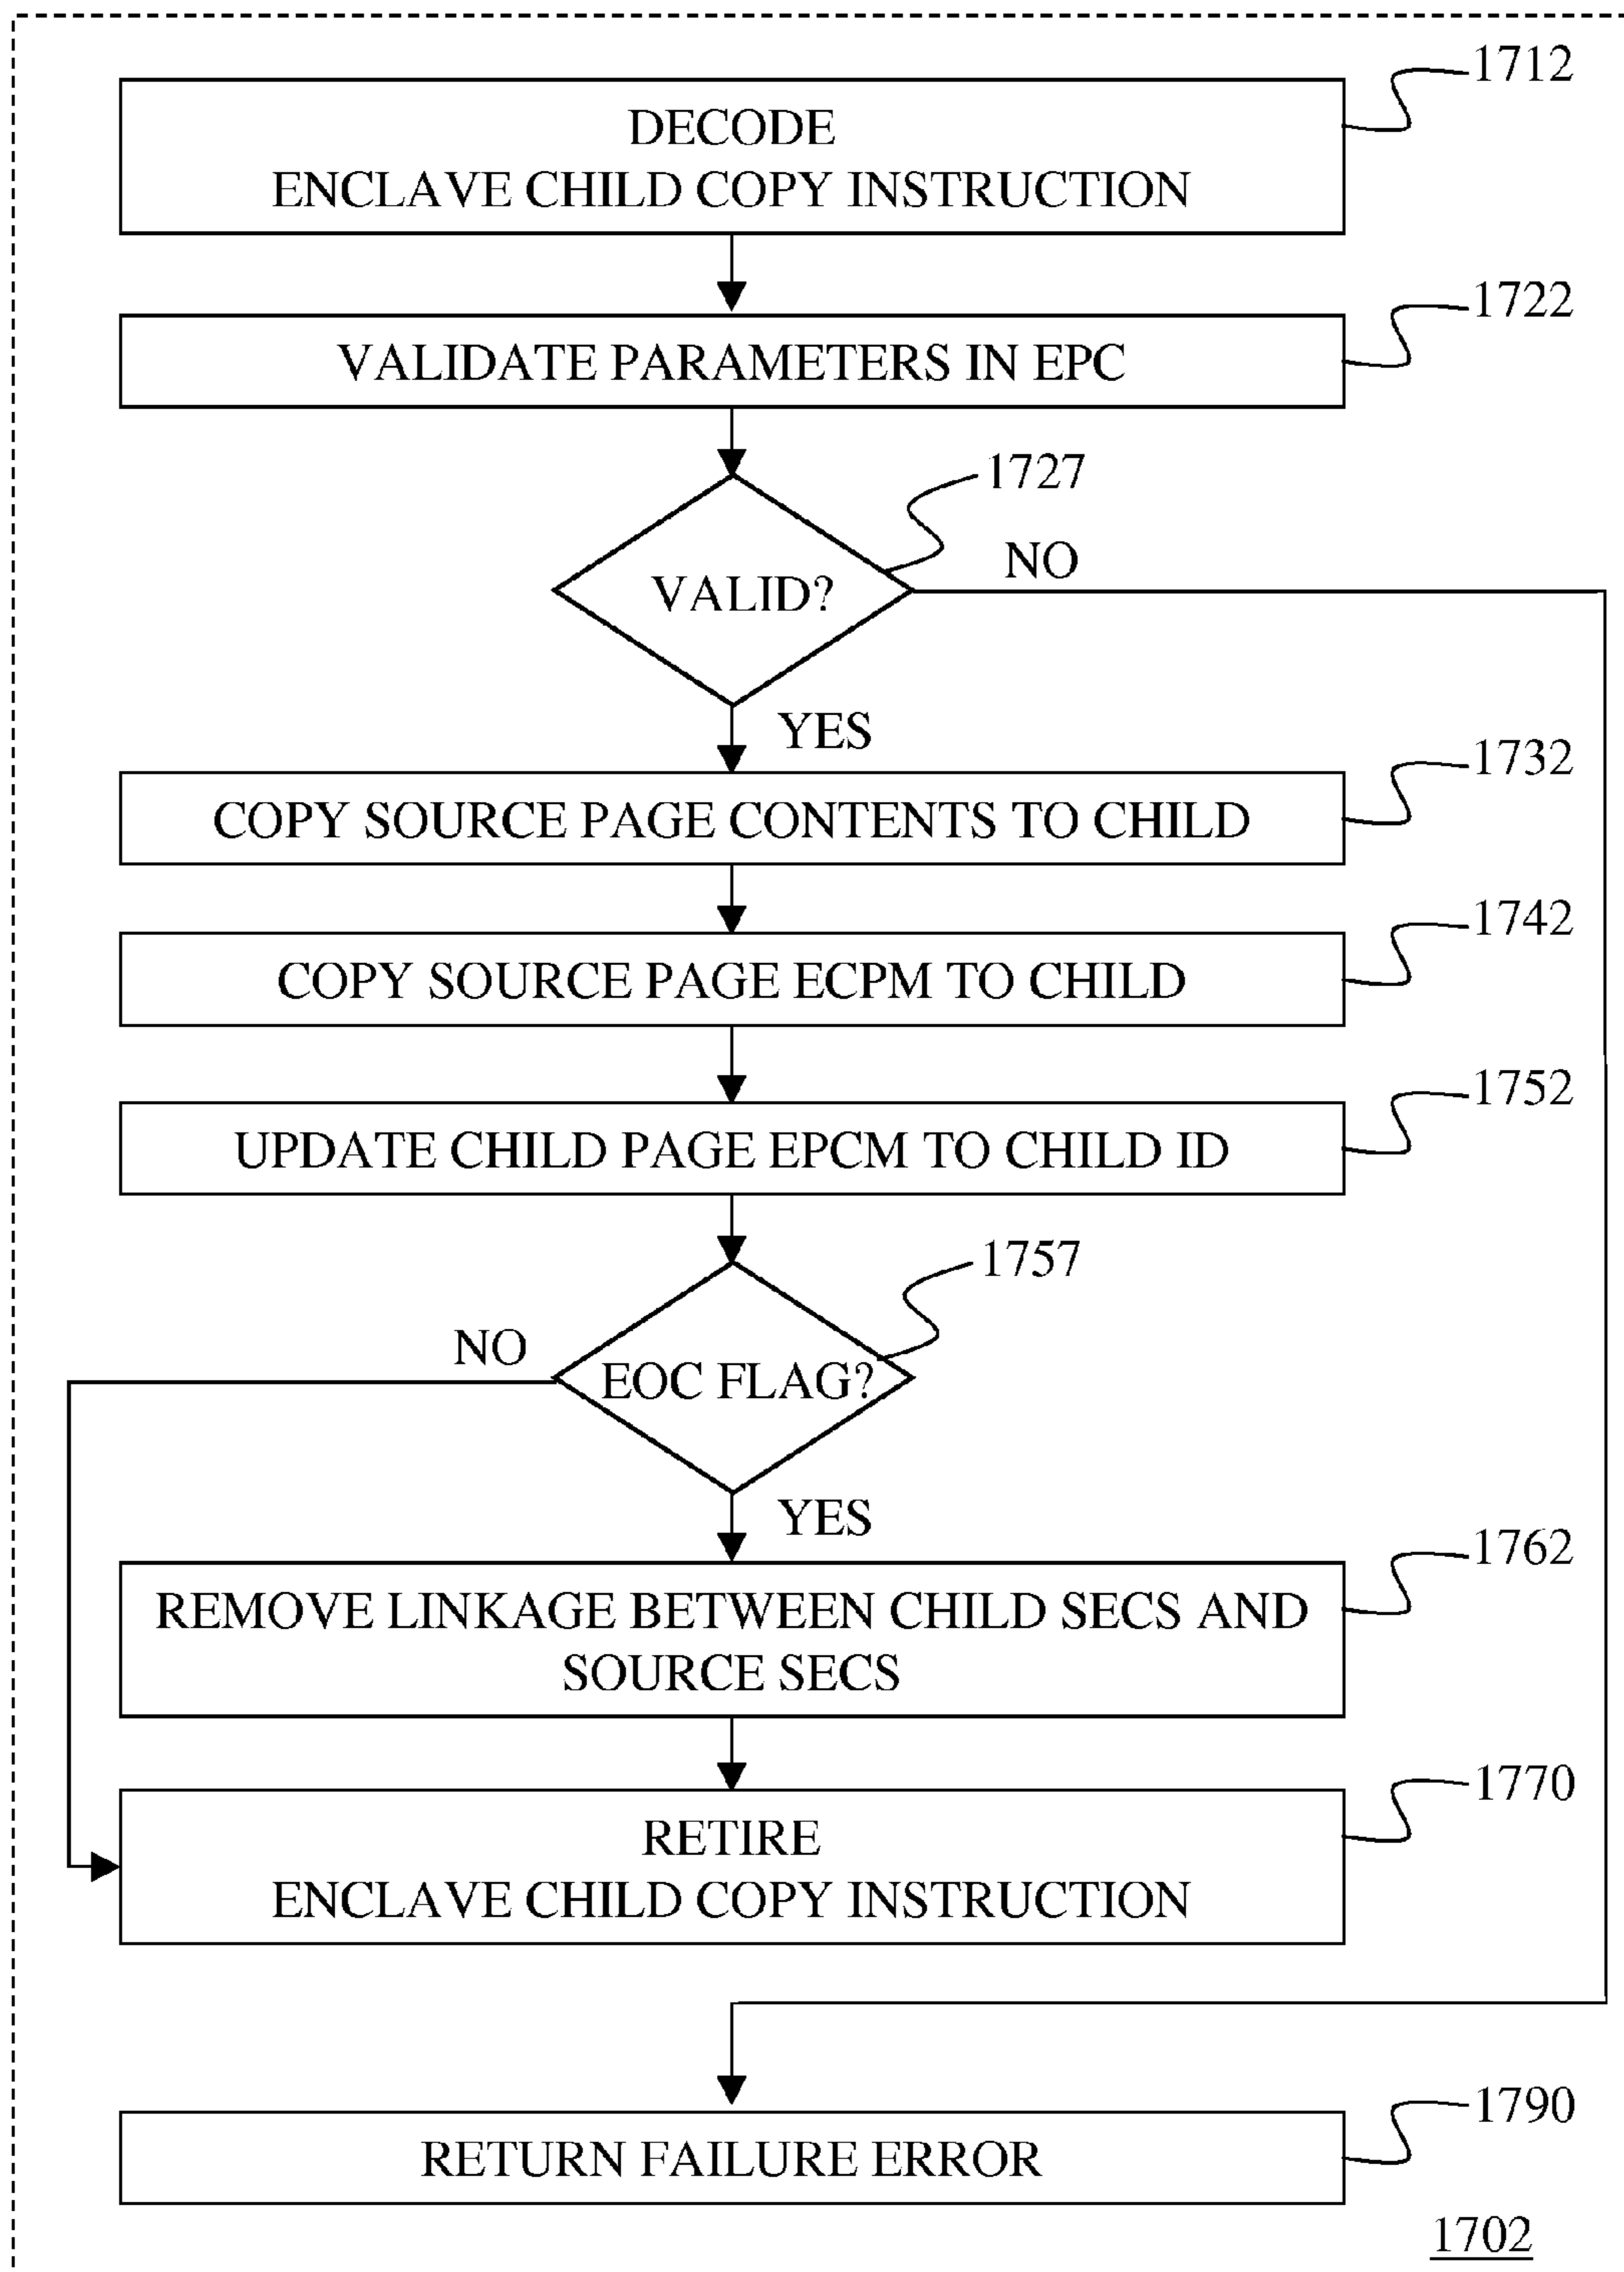 1712
DECODE
ENCLAVE CHILD COPY INSTRUCTION
1722
VALIDATE PARAMETERS IN EPC
1727
NO
VALID?
YES
1732
COPY SOURCE PAGE CONTENTS TO CHILD
1742
COPY SOURCE PAGE ECPM TO CHILD
1752
UPDATE CHILD PAGE EPCM TO CHILD ID
1757
NO
EOC FLAG?
YES
1762
REMOVE LINKAGE BETWEEN CHILD SECS AND
SOURCE SECS
1770
RETIRE
ENCLAVE CHILD COPY INSTRUCTION
1790
RETURN FAILURE ERROR
1702